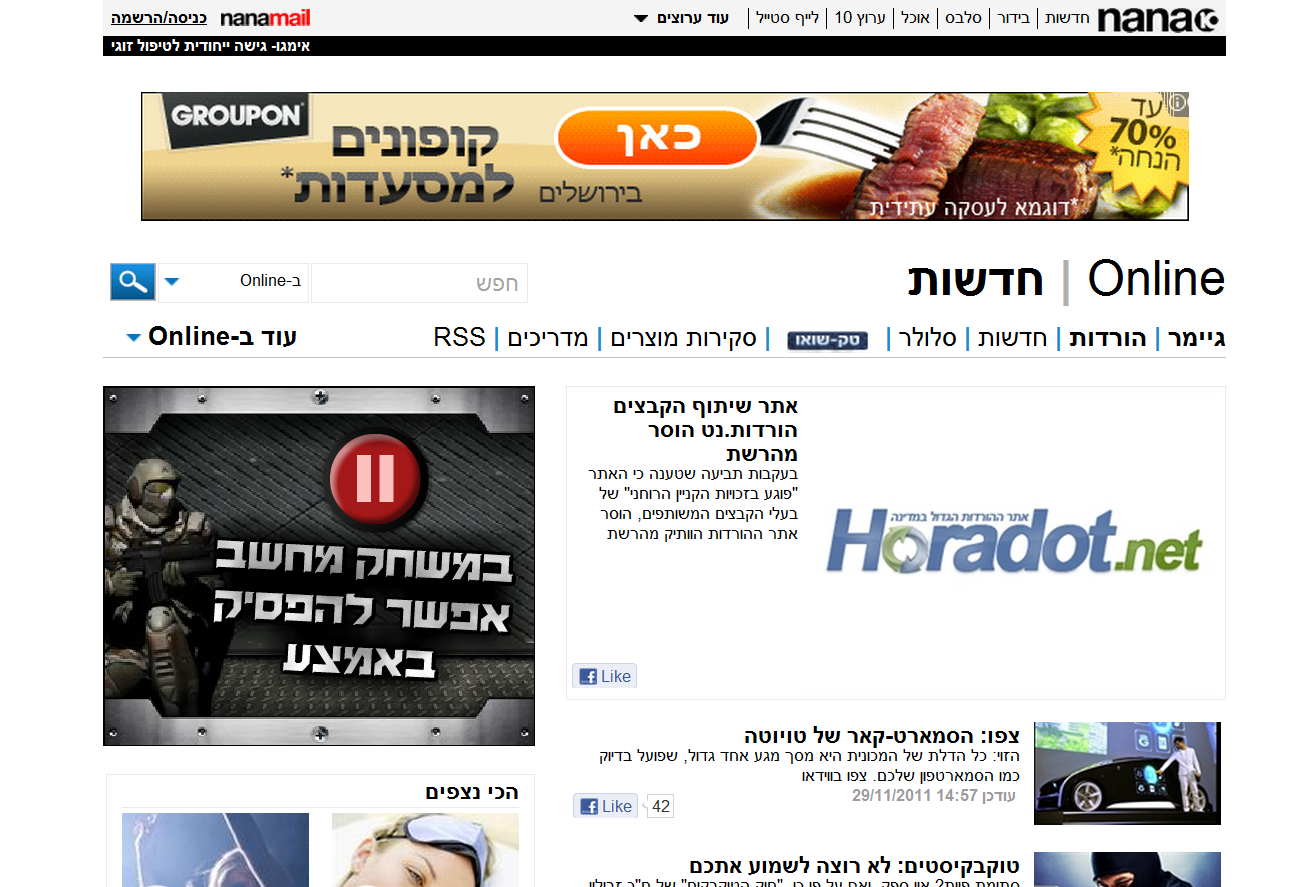 nana10
חדשות | בידור | סלבס | אוכל | ערוץ 10 | לייף סטייל | עוד ערוצים
nanamail כניסה/הרשמה
אימגו- גישה ייחודית לטיפול זוגי
GROUPON
קופונים
למסעדות*
בירושלים
כאן
עד
70%
הנחה*
*דוגמא לעסקה עתידית
Online | חדשות
חפש
ב-Online
גיימר | הורדות | חדשות | סלולר | טק-שואו | סקירות מוצרים | מדריכים | RSS
עוד ב-Online
אתר ההורדות הגדול במדינה
Horadot.net
אתר שיתוף הקבצים
הורדות.נט הוסר
מהרשת
בעקבות תביעה שטענה כי האתר
"פוגע בזכויות הקניין הרוחני" של
בעלי הקבצים המשותפים, הוסר
אתר ההורדות הוותיק מהרשת
Like
במשחק מחשב
אפשר להפסיק
באמצע
צפו: הסמארט-קאר של טויוטה
הזוי: כל הדלת של המכונית היא מסך מגע אחד גדול, שפועל בדיוק
כמו הסמארטפון שלכם. צפו בווידאו
עודכן 14:57 29/11/2011
Like 42
הכי נצפים
טוקבקיסטים: לא רוצה לשמוע אתכם